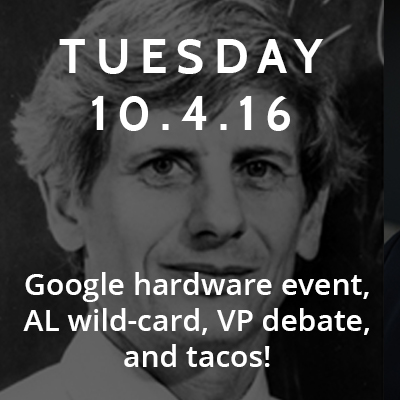 TUESDAY
10.4.16
Google hardware event,
AL wild-card, VP debate,
and tacos!